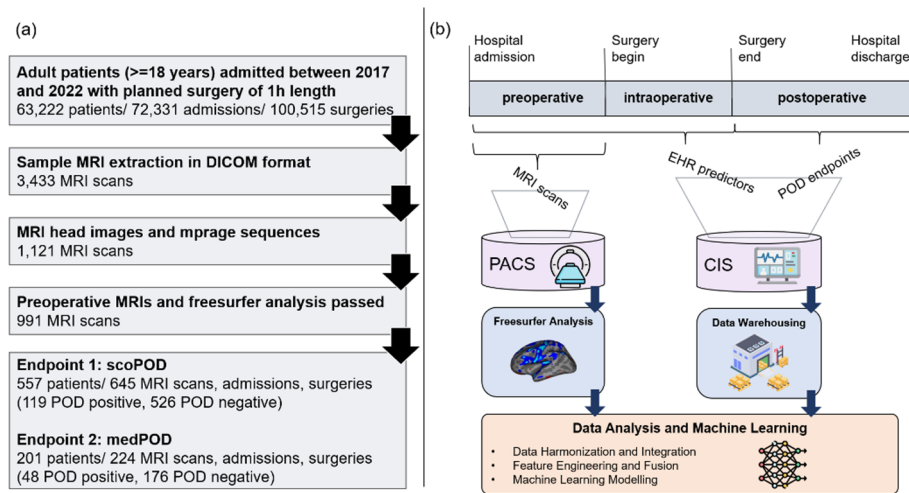 (a)
Adult patients (>=18 years) admitted between 2017
and 2022 with planned surgery of 1h length
63,222 patients/ 72,331 admissions/ 100,515 surgeries
Sample MRI extraction in DICOM format
3,433 MRI scans
MRI head images and mprage sequences
1,121 MRI scans
Preoperative MRIs and freesurfer analysis passed
991 MRI scans
Endpoint 1: scoPOD
557 patients/ 645 MRI scans, admissions, surgeries
(119 POD positive, 526 POD negative)
Endpoint 2: medPOD
201 patients/ 224 MRI scans, admissions, surgeries
(48 POD positive, 176 POD negative)
(b)
Hospital
admission
Surgery
begin
Surgery
end
Hospital
discharge
preoperative
intraoperative
postoperative
MRI scans
EHR predictors
POD endpoints
PACS
CIS
Freesurfer Analysis
Data Warehousing
Data Analysis and Machine Learning
• Data Harmonization and Integration
• Feature Engineering and Fusion
• Machine Learning Modelling